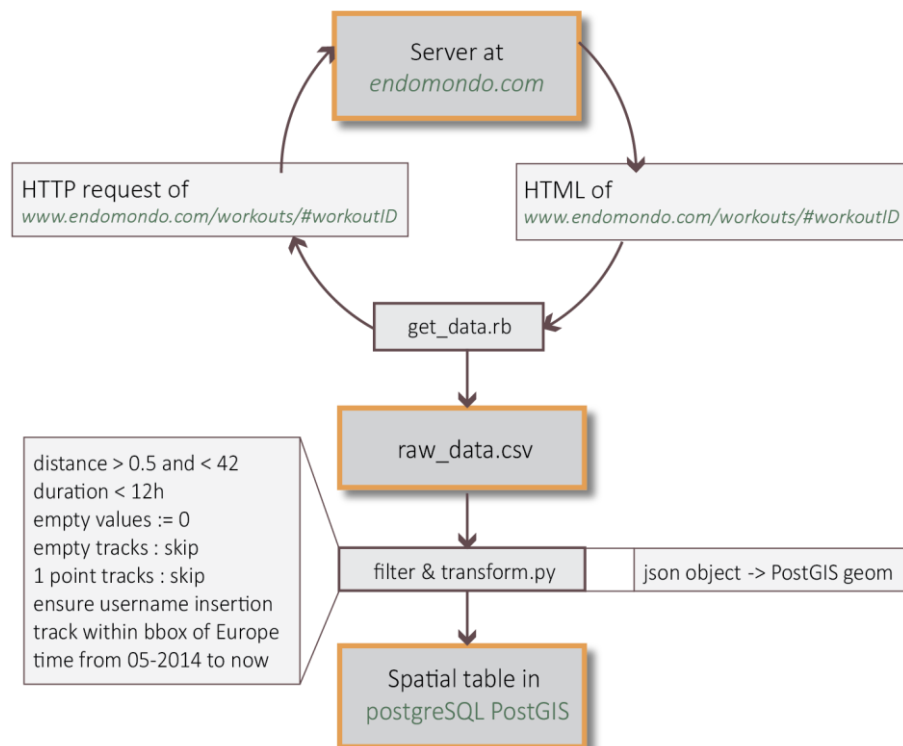 Server at
endomondo.com
HTTP request of
www.endomondo.com/workouts/#workoutID
HTML of
www.endomondo.com/workouts/#workoutID
get_data.rb
raw_data.csv
distance > 0.5 and < 42
duration < 12h
empty values := 0
empty tracks : skip
1 point tracks : skip
ensure username insertion
track within bbox of Europe
time from 05-2014 to now
filter & transform.py
json object -> PostGIS geom
Spatial table in
postgreSQL PostGIS